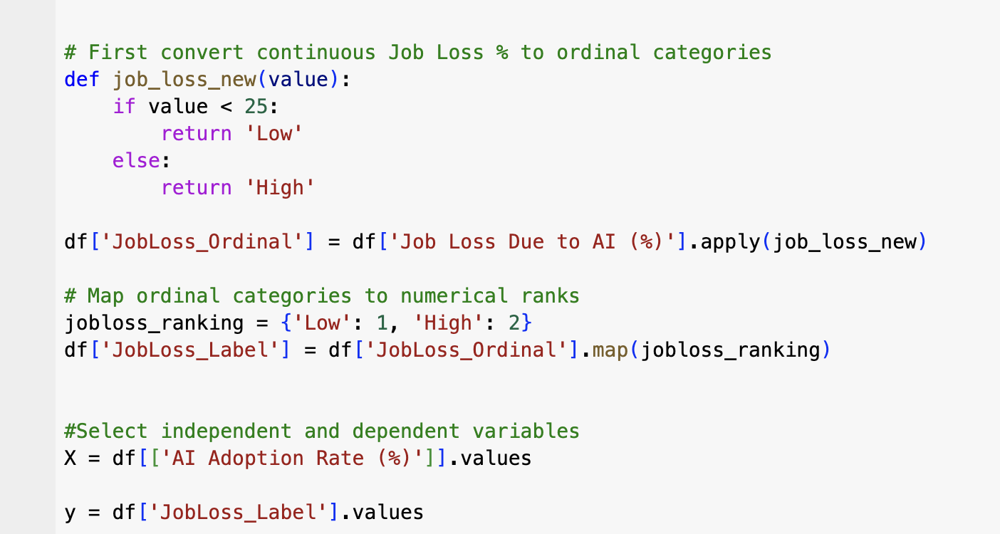 # First convert continuous Job Loss % to ordinal categories
def job_loss_new(value):
    if value < 25:
        return 'Low'
    else:
        return 'High'

df['JobLoss_Ordinal'] = df['Job Loss Due to AI (%)'].apply(job_loss_new)

# Map ordinal categories to numerical ranks
jobloss_ranking = {'Low': 1, 'High': 2}
df['JobLoss_Label'] = df['JobLoss_Ordinal'].map(jobloss_ranking)


#Select independent and dependent variables
X = df[['AI Adoption Rate (%)']].values

y = df['JobLoss_Label'].values